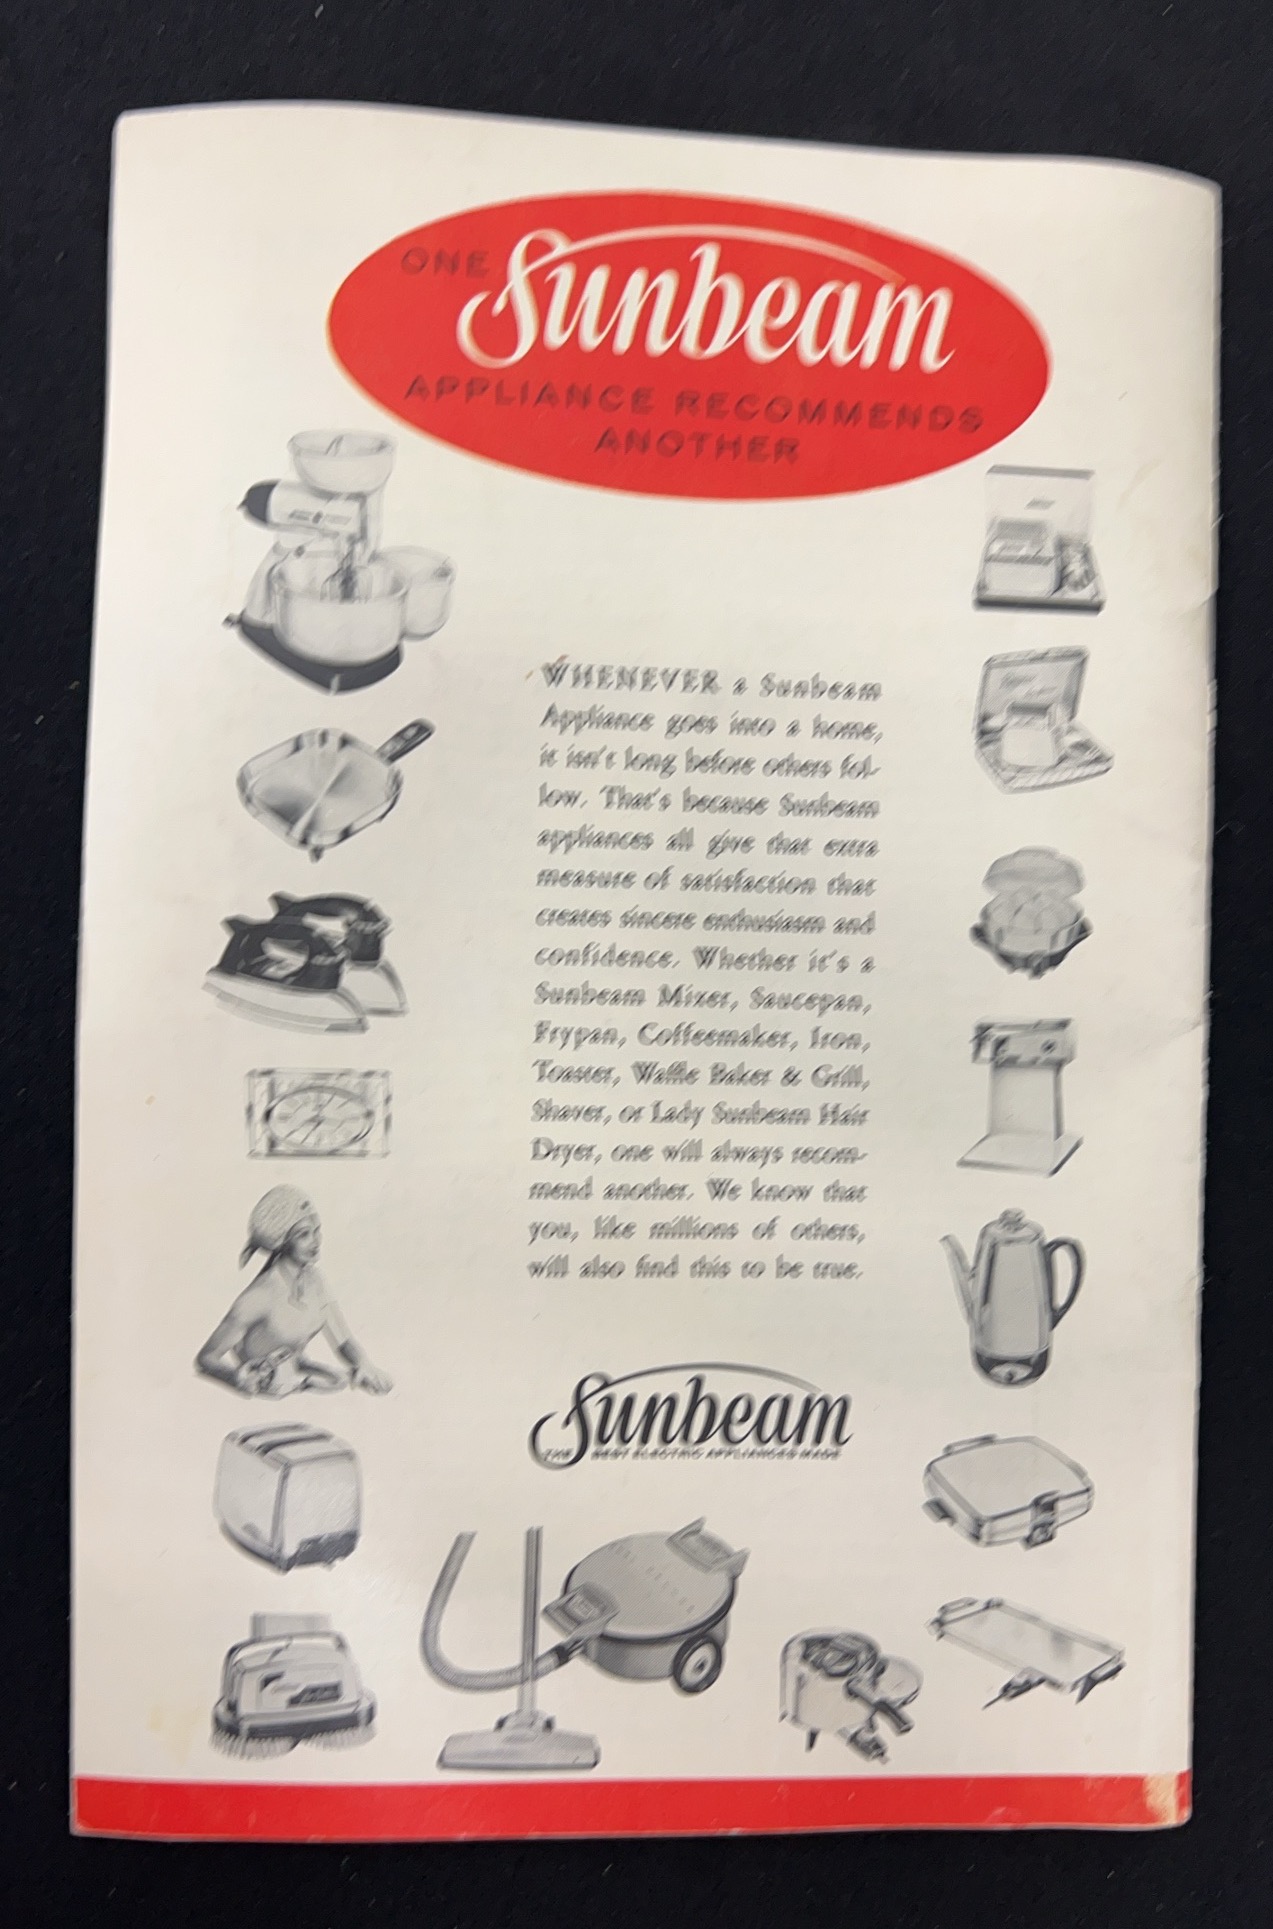 ONE Sunbeam
APPLIANCE RECOMMENDS
ANOTHER
WHENEVER a Sunbeam
Appliance goes into a home,
it isn't long before others fol-
low. That's because Sunbeam
appliances all give that extra
measure of satisfaction that
creates sincere enthusiasm and
confidence. Whether it's a
Sunbeam Mixer, Saucepan,
Frypan, Coffeemaker, Iron,
Toaster, Waffle Baker & Grill,
Shaver, or Lady Sunbeam Hair
Dryer, one will always recom-
mend another. We know that
you, like millions of others,
will also find this to be true.
Sunbeam
THE BEST ELECTRIC APPLIANCES MADE